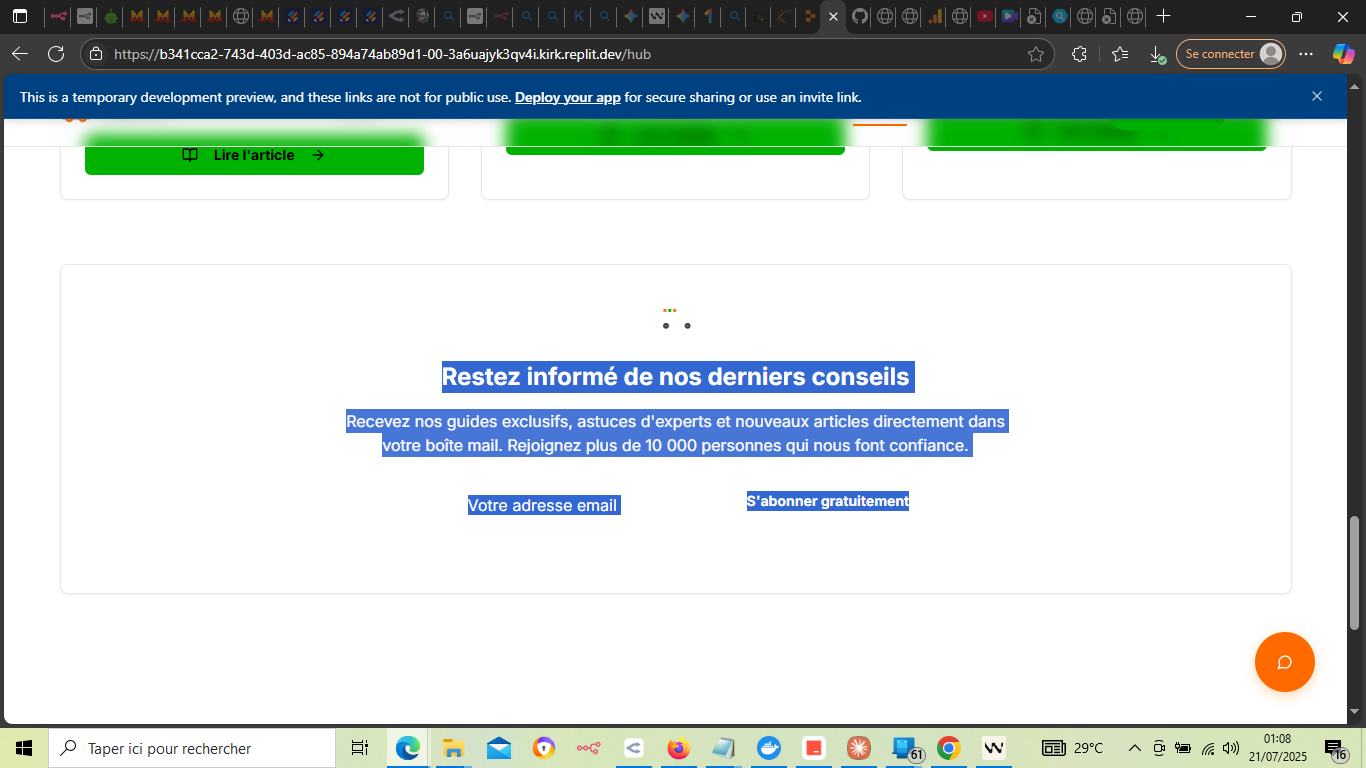 https://b341cca2-743d-403d-ac85-894a74ab89d1-00-3a6uajyk3qv4i.kirk.replit.dev/hub
Se connecter
This is a temporary development preview, and these links are not for public use. Deploy your app for secure sharing or use an invite link.
Lire l'article
Restez informé de nos derniers conseils
Recevez nos guides exclusifs, astuces d'experts et nouveaux articles directement dans
votre boîte mail. Rejoignez plus de 10 000 personnes qui nous font confiance.
Votre adresse email
S'abonner gratuitement
Taper ici pour rechercher
61
29°C
01:08
21/07/2025
16